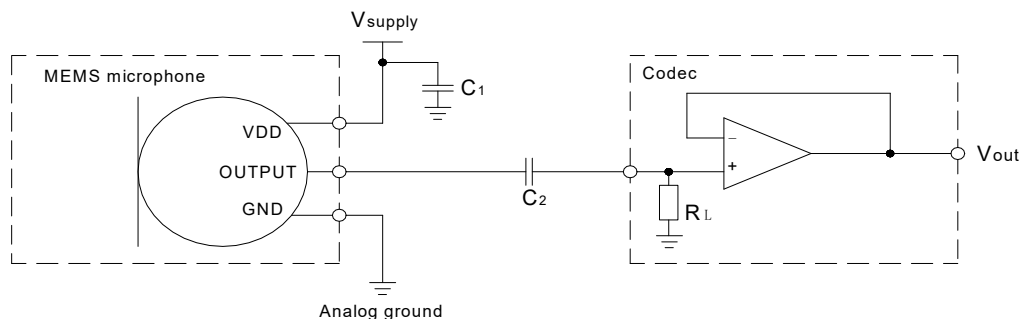 Vsupply
MEMS microphone
Codec
C1
VDD
OUTPUT
GND
C2
RL
−
+
Vout
Analog ground